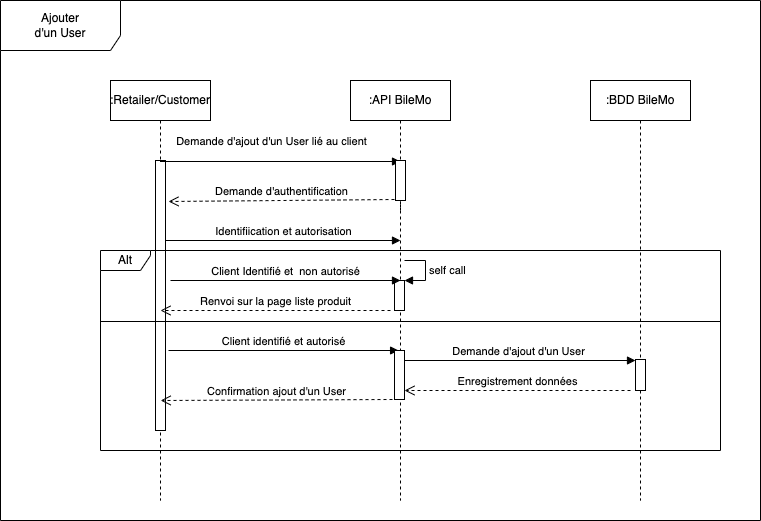 Ajouter
d'un User
:Retailer/Customer
:API BileMo
:BDD BileMo
Demande d'ajout d'un User lié au client
Demande d'authentification
Identifiication et autorisation
Alt
Client Identifié et non autorisé
self call
Renvoi sur la page liste produit
Client identifié et autorisé
Demande d'ajout d'un User
Enregistrement données
Confirmation ajout d'un User